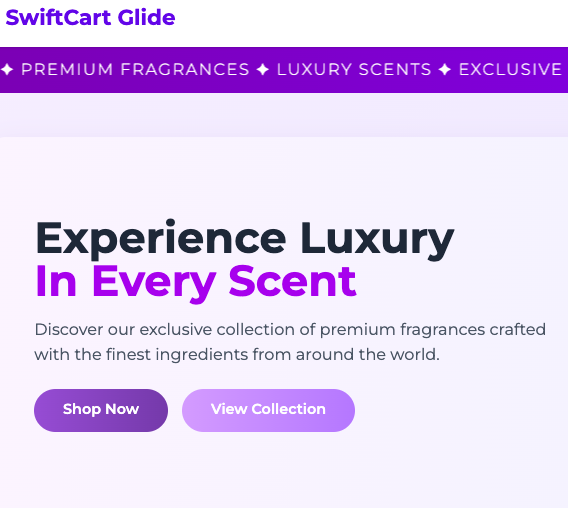 SwiftCart Glide
✦ PREMIUM FRAGRANCES ✦ LUXURY SCENTS ✦ EXCLUSIVE
Experience Luxury
In Every Scent
Discover our exclusive collection of premium fragrances crafted
with the finest ingredients from around the world.
Shop Now
View Collection